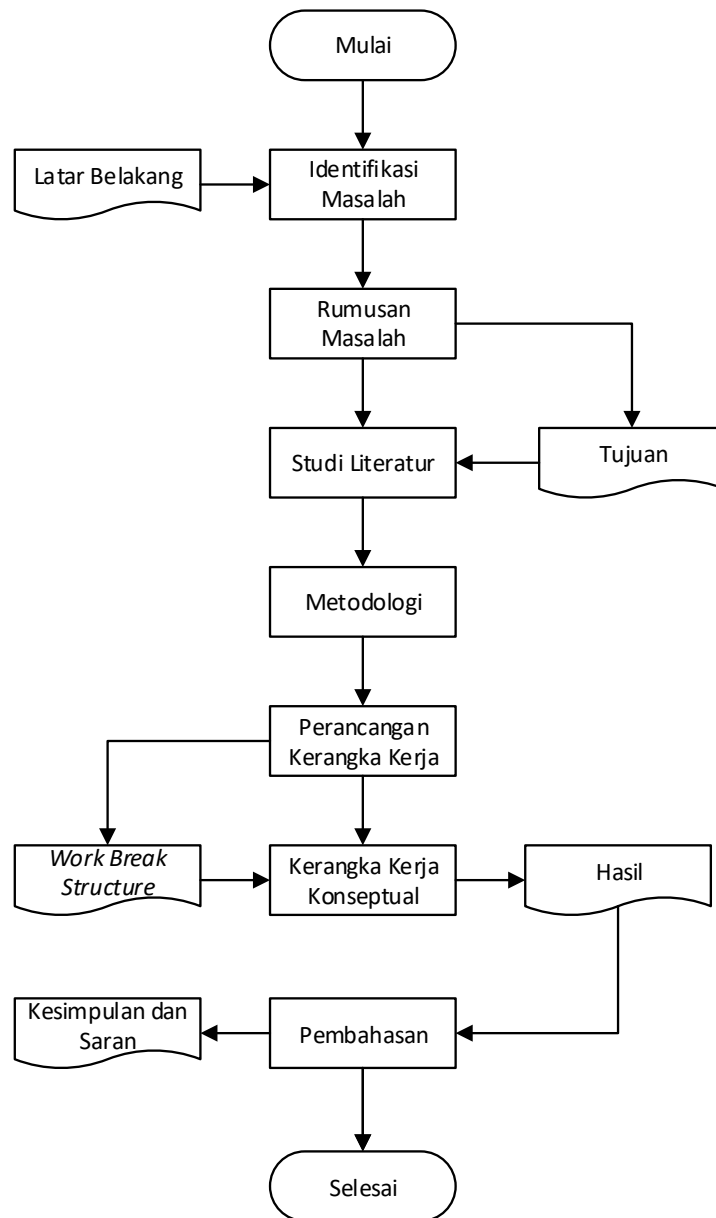 Mulai
Latar Belakang
Identifikasi
Masalah
Rumusan
Masalah
Studi Literatur
Tujuan
Metodologi
Perancangan
Kerangka Kerja
Work Break
Structure
Kerangka Kerja
Konseptual
Hasil
Kesimpulan dan
Saran
Pembahasan
Selesai